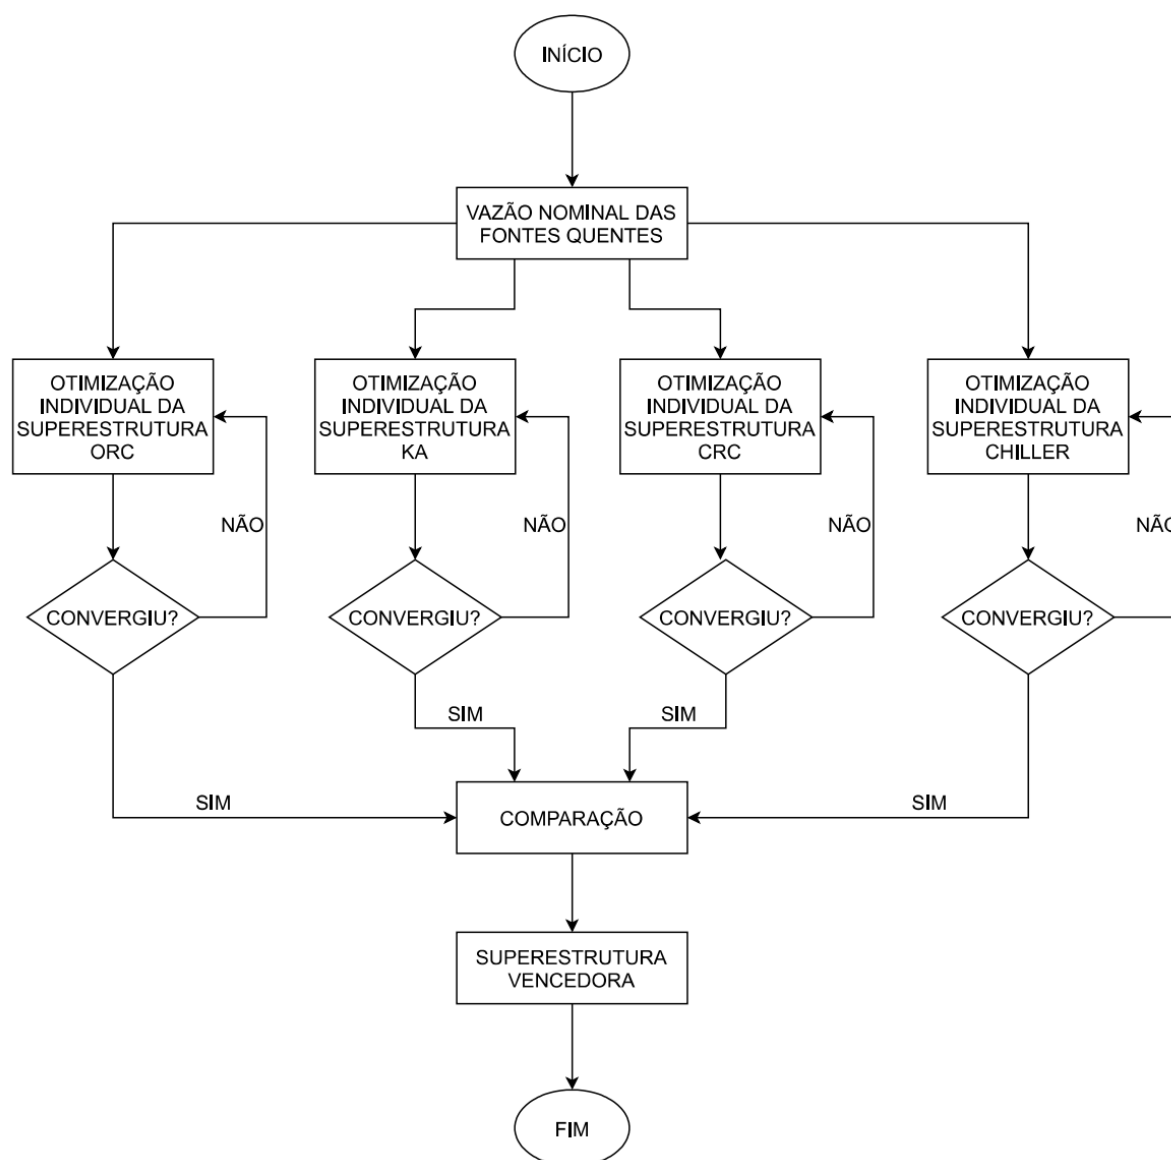 INÍCIO
VAZÃO NOMINAL DAS
FONTES QUENTES
OTIMIZAÇÃO
INDIVIDUAL DA
SUPERESTRUTURA
ORC
OTIMIZAÇÃO
INDIVIDUAL DA
SUPERESTRUTURA
KA
OTIMIZAÇÃO
INDIVIDUAL DA
SUPERESTRUTURA
CRC
OTIMIZAÇÃO
INDIVIDUAL DA
SUPERESTRUTURA
CHILLER
NÃO
NÃO
NÃO
NÃO
CONVERGIU?
CONVERGIU?
CONVERGIU?
CONVERGIU?
SIM
SIM
SIM
SIM
COMPARAÇÃO
SUPERESTRUTURA
VENCEDORA
FIM